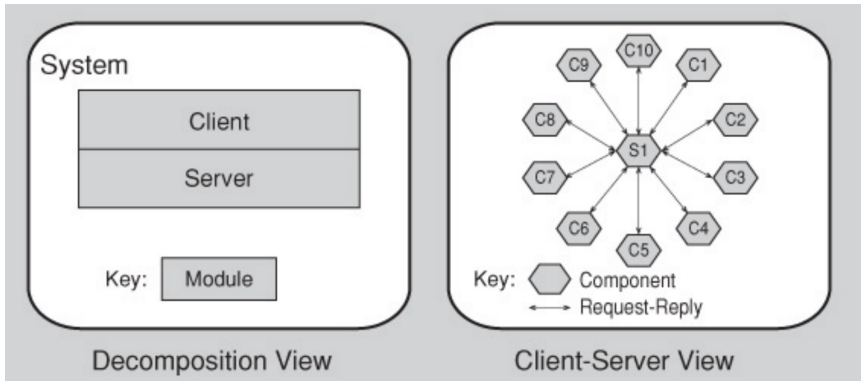 System
Client
Server
Key: Module
Decomposition View
C10
C9
C1
C8
C2
S1
C7
C3
C6
C4
C5
Key: Component
Request-Reply
Client-Server View